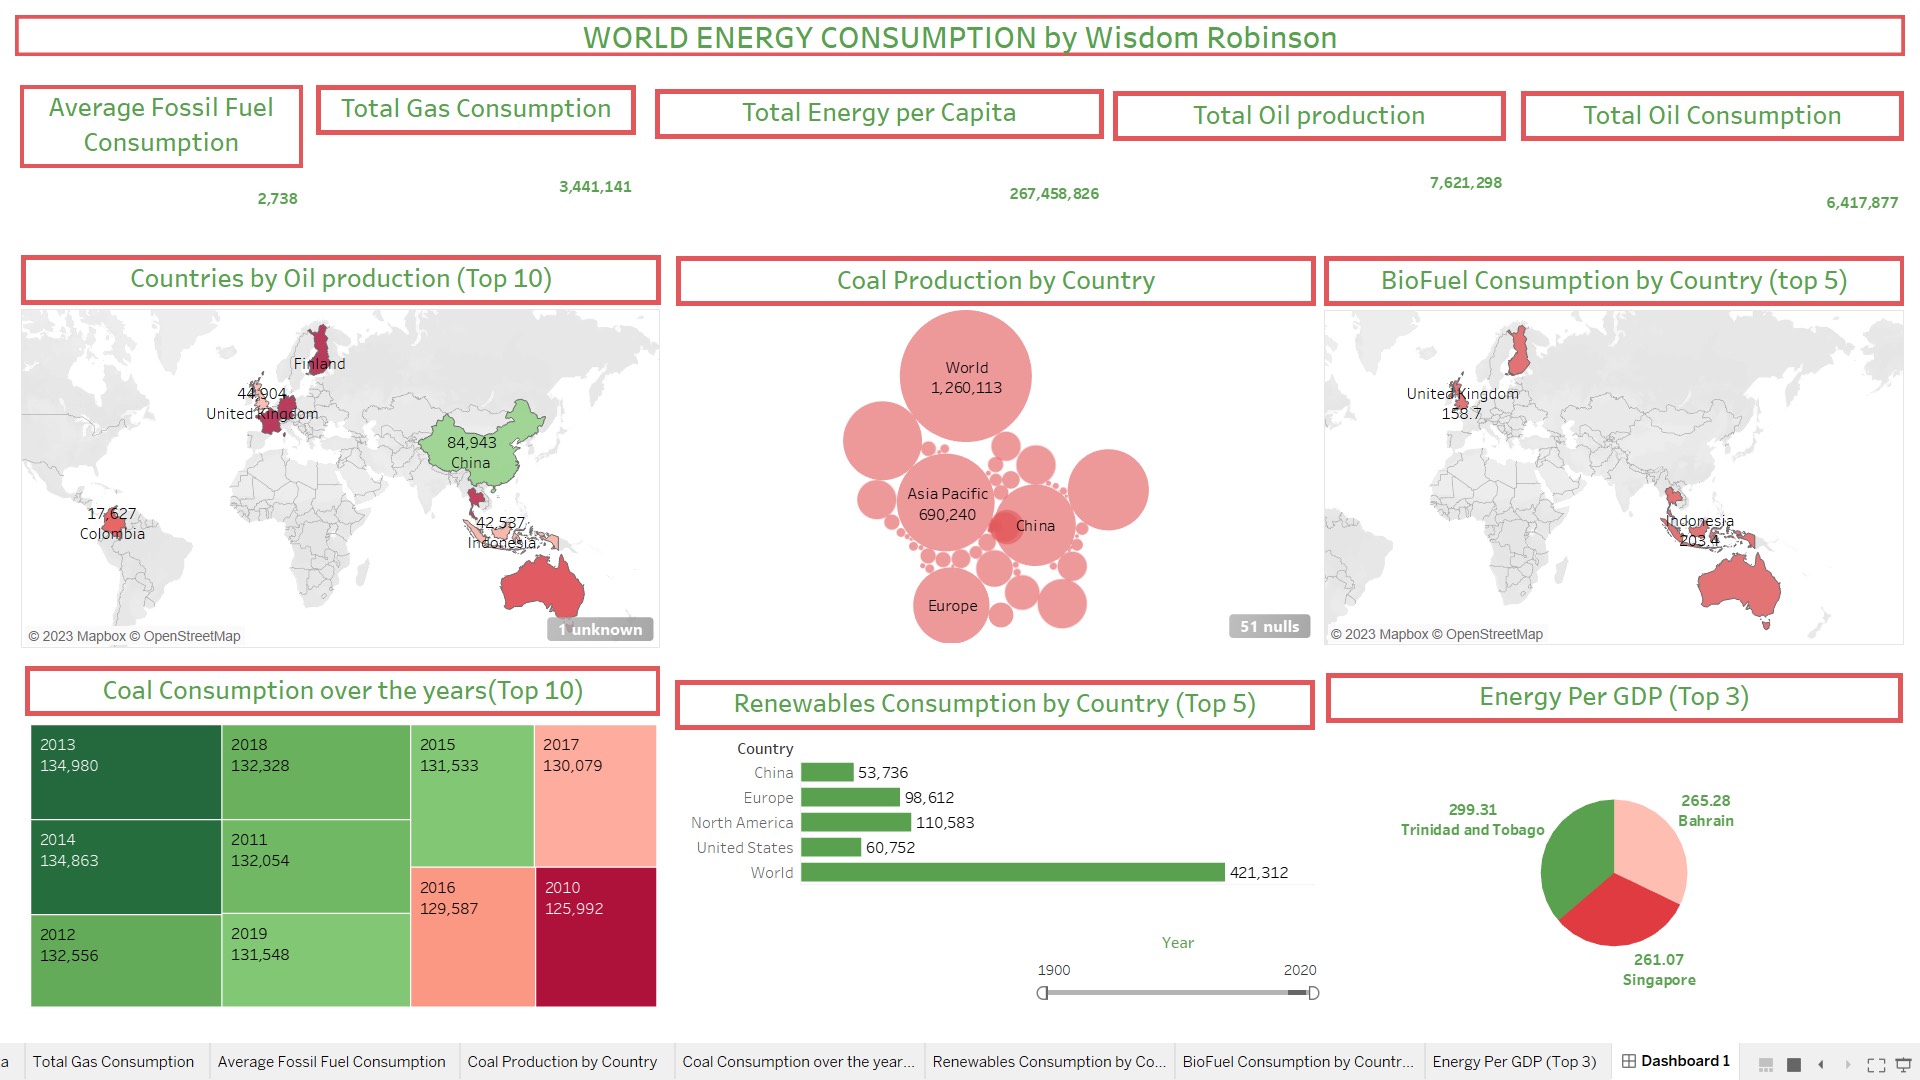 WORLD ENERGY CONSUMPTION by Wisdom Robinson
Average Fossil Fuel
Consumption
2,738
Total Gas Consumption
3,441,141
Total Energy per Capita
267,458,826
Total Oil production
7,621,298
Total Oil Consumption
6,417,877
Countries by Oil production (Top 10)
Finland
44,904
United Kingdom
84,943
China
17,627
Colombia
42,537
Indonesia
© 2023 Mapbox © OpenStreetMap
1 unknown
Coal Production by Country
World
1,260,113
Asia Pacific
690,240
China
Europe
51 nulls
BioFuel Consumption by Country (top 5)
United Kingdom
158.7
Indonesia
203.4
© 2023 Mapbox © OpenStreetMap
Coal Consumption over the years(Top 10)
2013
134,980
2014
134,863
2012
132,556
2018
132,328
2011
132,054
2019
131,548
2015
131,533
2017
130,079
2016
129,587
2010
125,992
Renewables Consumption by Country (Top 5)
Country
China 53,736
Europe 98,612
North America 110,583
United States 60,752
World 421,312
Year
1900 2020
Energy Per GDP (Top 3)
299.31
Trinidad and Tobago
265.28
Bahrain
261.07
Singapore
a Total Gas Consumption Average Fossil Fuel Consumption Coal Production by Country Coal Consumption over the year... Renewables Consumption by Co... BioFuel Consumption by Countr... Energy Per GDP (Top 3) Dashboard 1